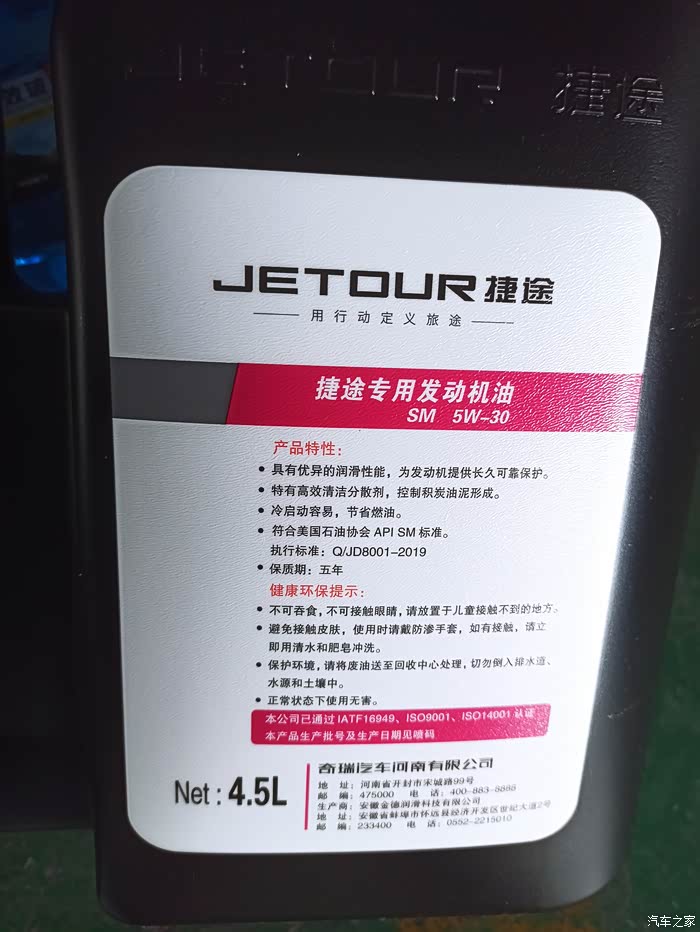 JETOUR 捷途
JETOUR捷途
用行动定义旅途
捷途专用发动机油
SM 5W-30
产品特性：
• 具有优异的润滑性能，为发动机提供长久可靠保护。
• 特有高效清洁分散剂，控制积炭油泥形成。
• 冷启动容易，节省燃油。
• 符合美国石油协会 API SM 标准。
执行标准：Q/JD8001-2019
• 保质期：五年
健康环保提示：
• 不可吞食，不可接触眼睛，请放置于儿童接触不到的地方。
• 避免接触皮肤，使用时请戴防渗手套，如有接触，请立
即用清水和肥皂冲洗。
• 保护环境，请将废油送至回收中心处理，切勿倒入排水道、
水源和土壤中。
• 正常状态下使用无害。
本公司已通过 IATF16949、ISO9001、ISO14001 认证
本产品生产批号及生产日期见喷码
Net : 4.5L
奇瑞汽车河南有限公司
地 址：河南省开封市宋城路99号
邮 编：475000 电 话：400-883-8888
生产商：安徽金德润滑科技有限公司
地 址：安徽省蚌埠市怀远县经济开发区世纪大道2号
邮 编：233400 电 话：0552-2215010
汽车之家